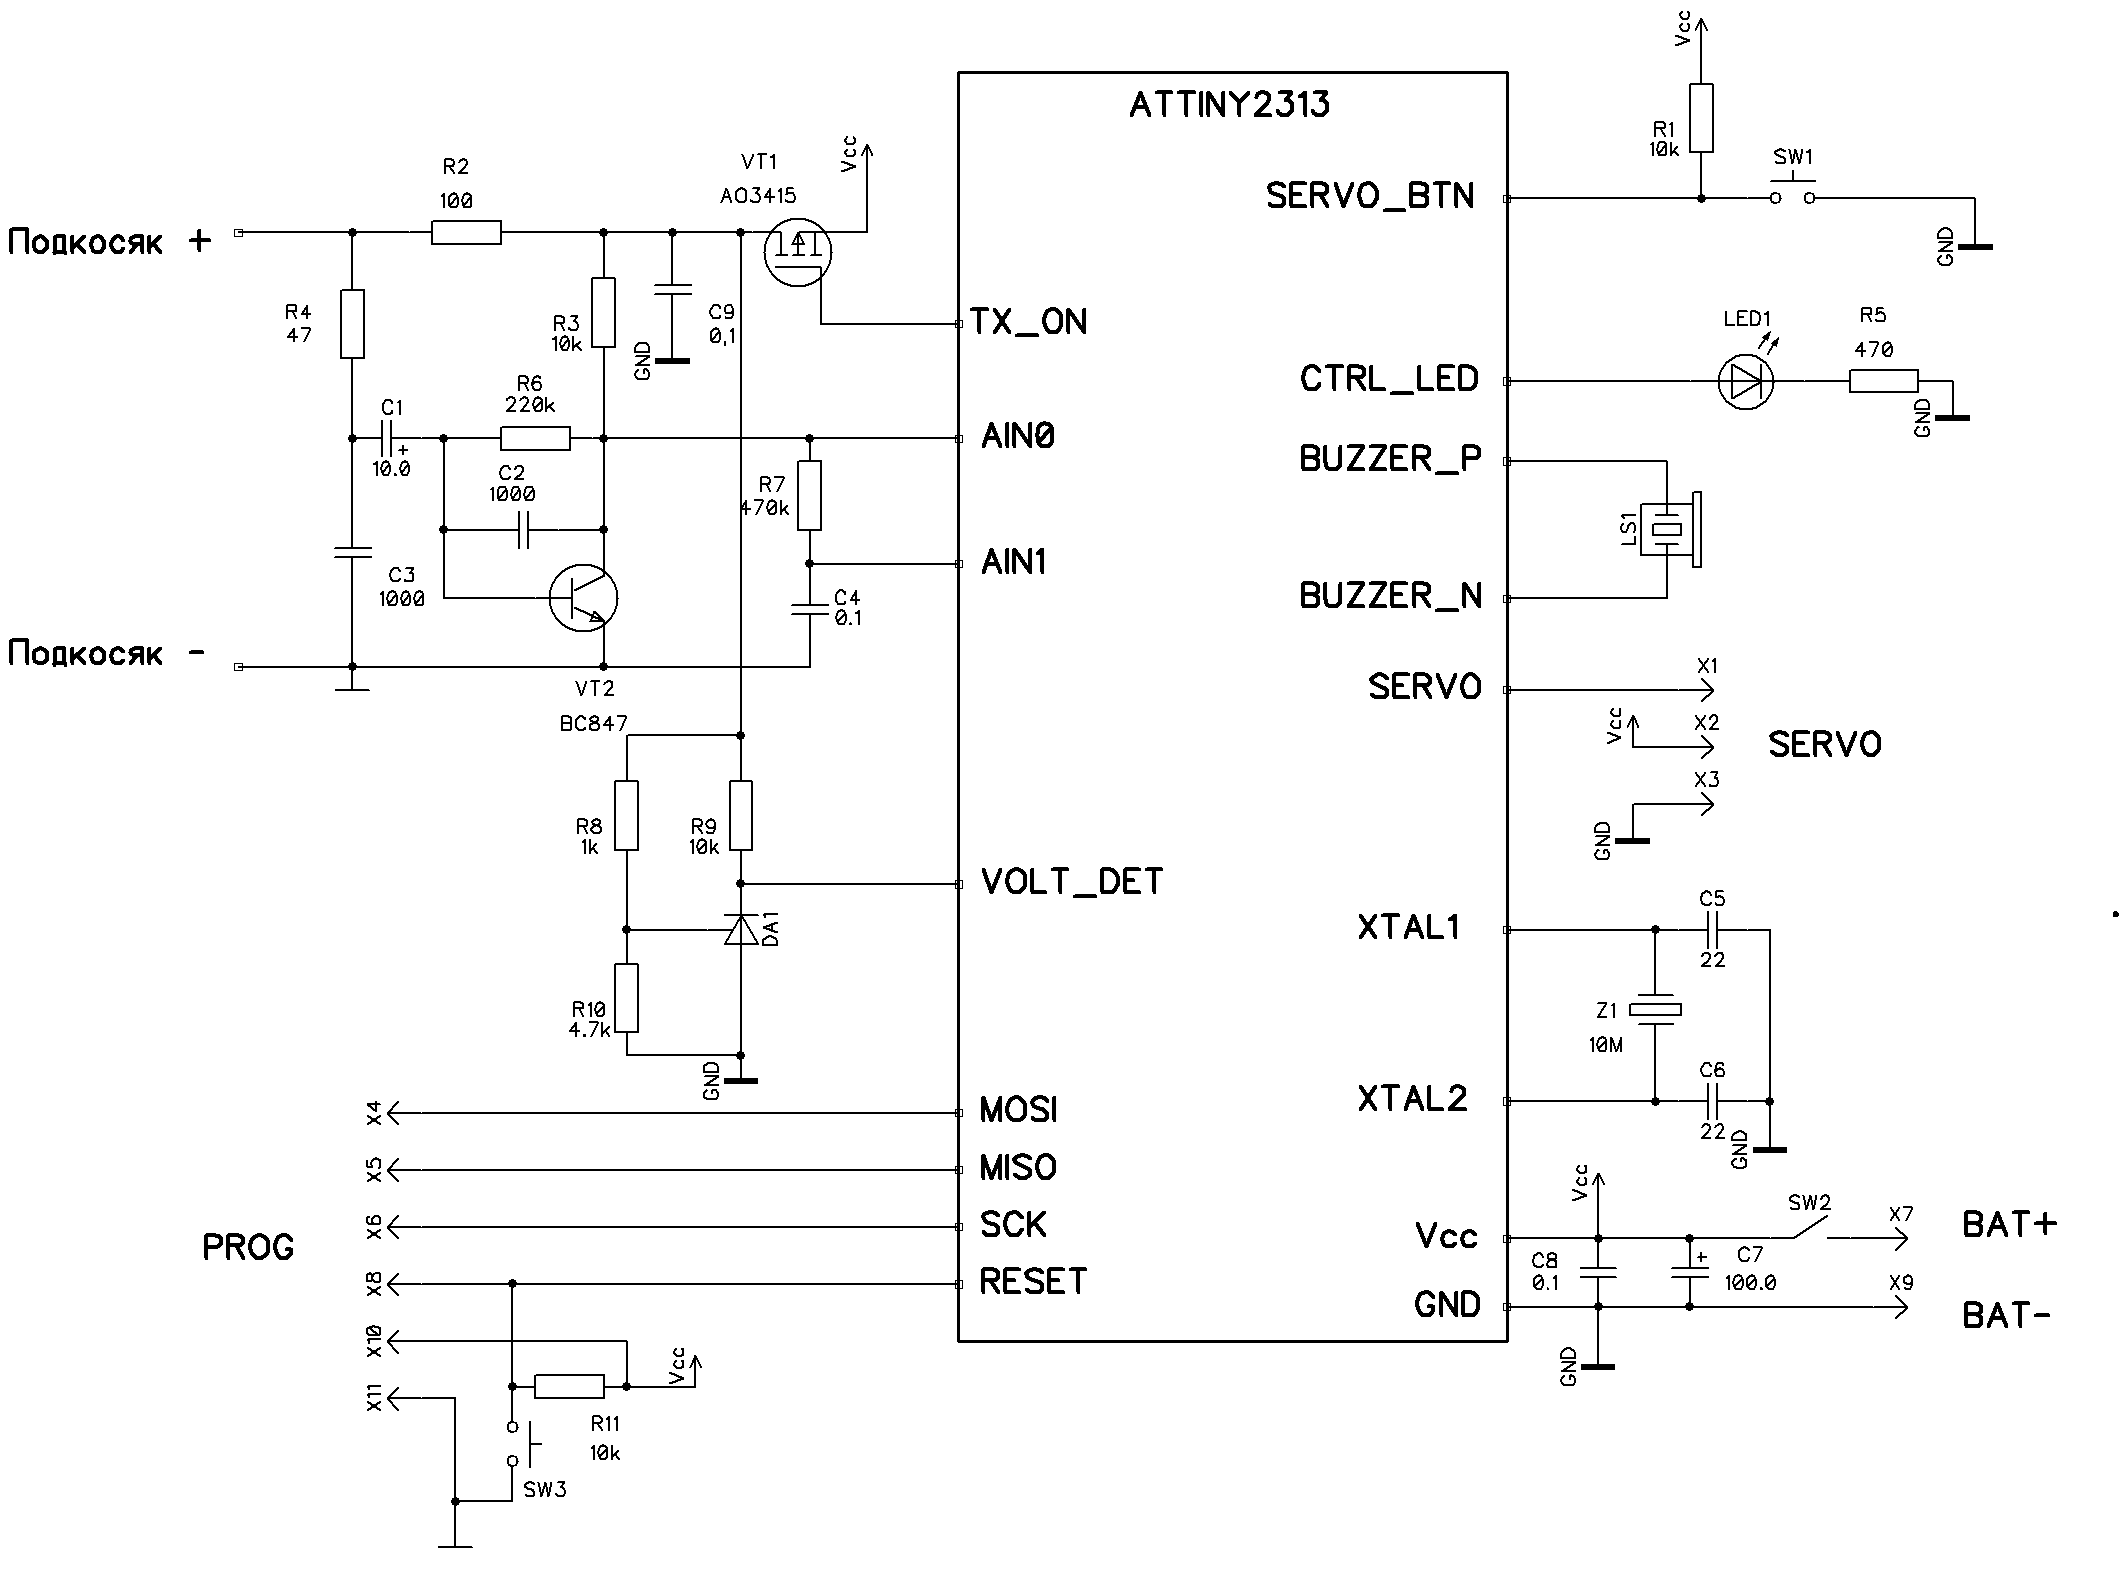 ATTINY2313
Vcc
R1
10k
SW1
SERVO_BTN
GND
R2
100
VT1
AO3415
Vcc
Подкосяк +
R4
47
R3
10k
C9
0,1
GND
TX_ON
LED1
R5
470
CTRL_LED
GND
C1
+
10.0
R6
220k
AIN0
BUZZER_P
C2
1000
R7
470k
LS1
AIN1
C3
1000
C4
0.1
BUZZER_N
Подкосяк -
VT2
BC847
SERVO
X1
Vcc
X2
SERVO
X3
GND
R8
1k
R9
10k
VOLT_DET
DA1
XTAL1
C5
22
R10
4.7k
Z1
10M
GND
XTAL2
C6
22
GND
X4
MOSI
X5
MISO
X6
SCK
PROG
X8
RESET
X10
Vcc
X11
R11
10k
SW3
Vcc
SW2
Vcc
X7
BAT+
C8
0.1
+
C7
100.0
X9
GND
BAT-
GND